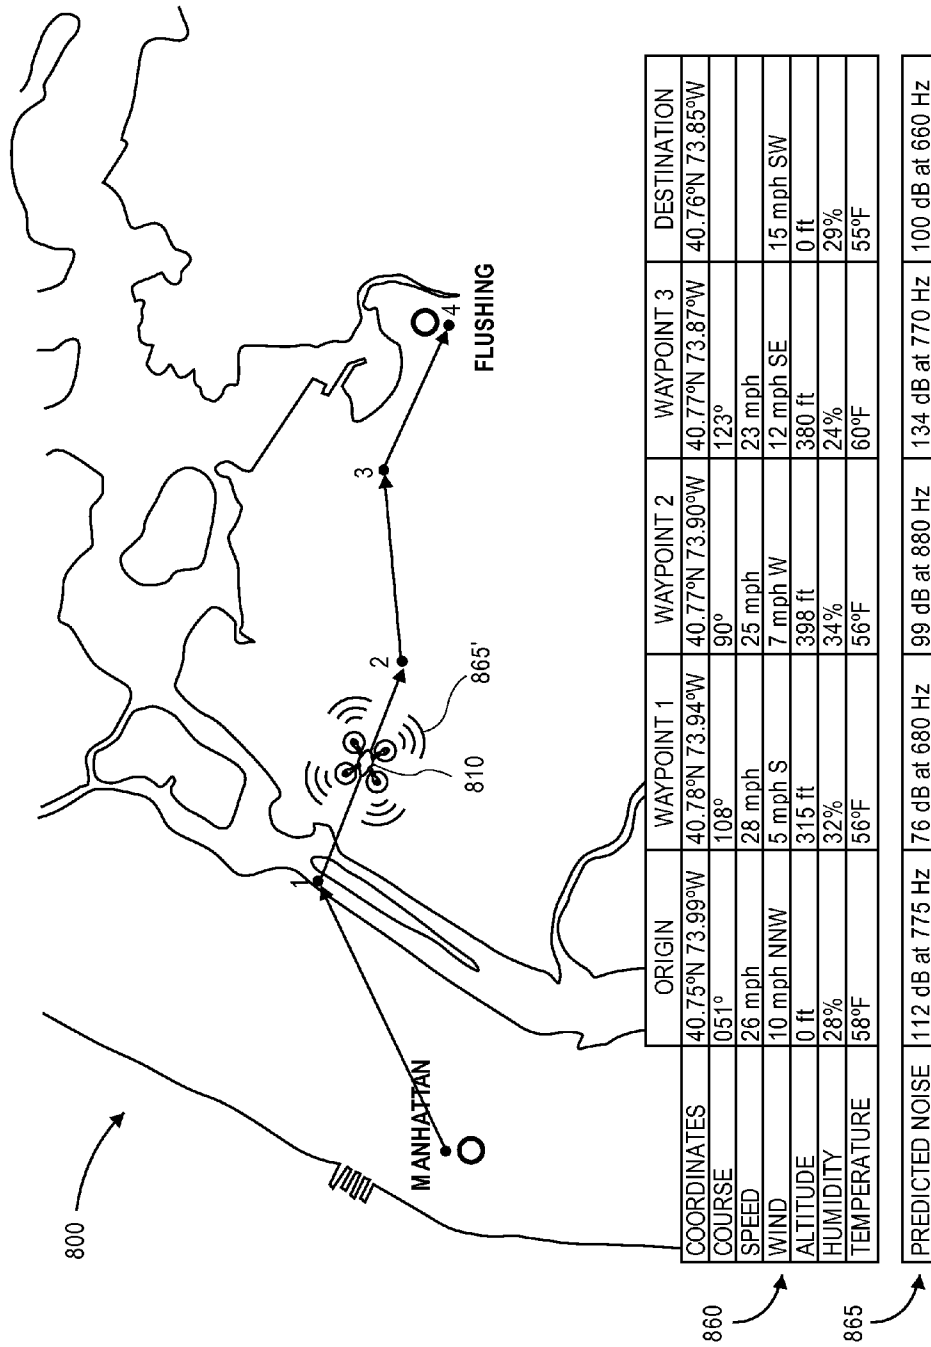 800
MANHATTAN
1
2
3
4
FLUSHING
810
865'
860
ORIGIN WAYPOINT 1 WAYPOINT 2 WAYPOINT 3 DESTINATION
COORDINATES 40.75°N 73.99°W 40.78°N 73.94°W 40.77°N 73.90°W 40.77°N 73.87°W 40.76°N 73.85°W
COURSE 051° 108° 90° 123°
SPEED 26 mph 28 mph 25 mph 23 mph
WIND 10 mph NNW 5 mph S 7 mph W 12 mph SE 15 mph SW
ALTITUDE 0 ft 315 ft 398 ft 380 ft 0 ft
HUMIDITY 28% 32% 34% 24% 29%
TEMPERATURE 58°F 56°F 56°F 60°F 55°F
865
PREDICTED NOISE 112 dB at 775 Hz 76 dB at 680 Hz 99 dB at 880 Hz 134 dB at 770 Hz 100 dB at 660 Hz